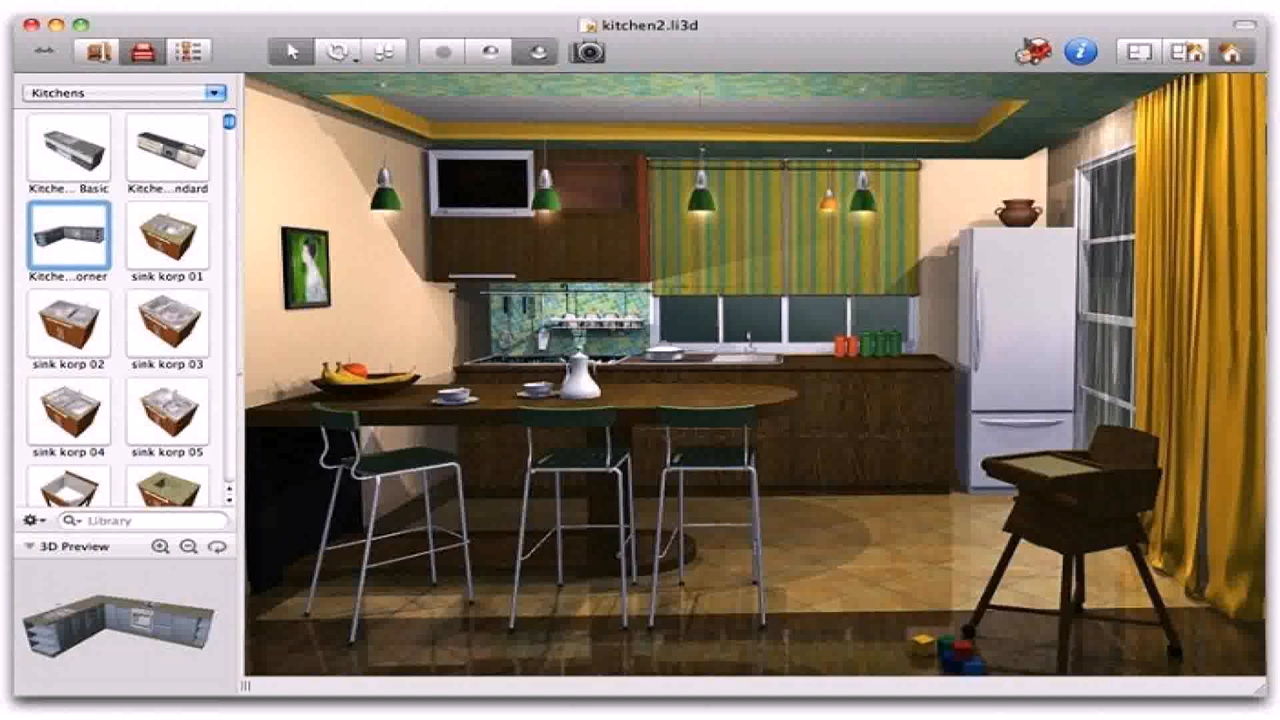 kitchen2.li3d
Kitchens
Kitche... Basic
Kitche...ndard
Kitche...orner
sink korp 01
sink korp 02
sink korp 03
sink korp 04
sink korp 05
Library
3D Preview